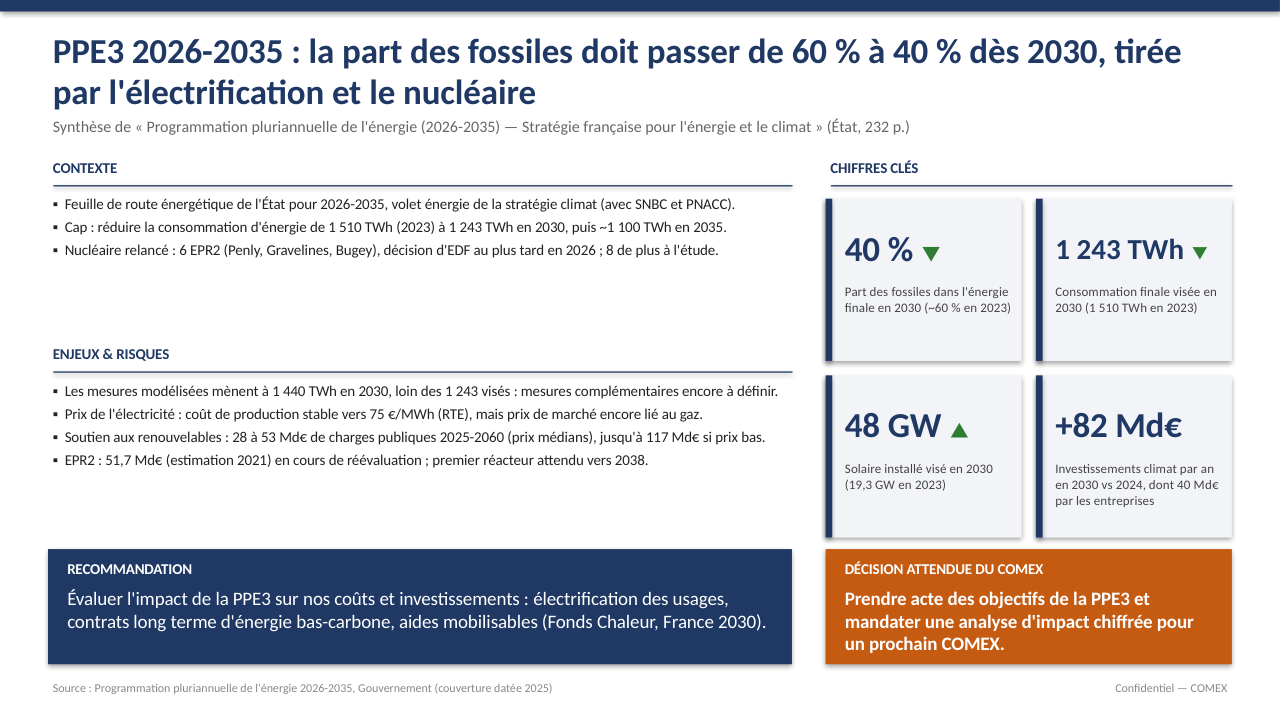 PPE3 2026-2035 : la part des fossiles doit passer de 60 % à 40 % dès 2030, tirée
par l'électrification et le nucléaire
Synthèse de « Programmation pluriannuelle de l'énergie (2026-2035) — Stratégie française pour l'énergie et le climat » (État, 232 p.)
CONTEXTE
▪ Feuille de route énergétique de l'État pour 2026-2035, volet énergie de la stratégie climat (avec SNBC et PNACC).
▪ Cap : réduire la consommation d'énergie de 1 510 TWh (2023) à 1 243 TWh en 2030, puis ~1 100 TWh en 2035.
▪ Nucléaire relancé : 6 EPR2 (Penly, Gravelines, Bugey), décision d'EDF au plus tard en 2026 ; 8 de plus à l'étude.
ENJEUX & RISQUES
▪ Les mesures modélisées mènent à 1 440 TWh en 2030, loin des 1 243 visés : mesures complémentaires encore à définir.
▪ Prix de l'électricité : coût de production stable vers 75 €/MWh (RTE), mais prix de marché encore lié au gaz.
▪ Soutien aux renouvelables : 28 à 53 Md€ de charges publiques 2025-2060 (prix médians), jusqu'à 117 Md€ si prix bas.
▪ EPR2 : 51,7 Md€ (estimation 2021) en cours de réévaluation ; premier réacteur attendu vers 2038.
CHIFFRES CLÉS
40 % ▼
Part des fossiles dans l'énergie
finale en 2030 (~60 % en 2023)
1 243 TWh ▼
Consommation finale visée en
2030 (1 510 TWh en 2023)
48 GW ▲
Solaire installé visé en 2030
(19,3 GW en 2023)
+82 Md€
Investissements climat par an
en 2030 vs 2024, dont 40 Md€
par les entreprises
RECOMMANDATION
Évaluer l'impact de la PPE3 sur nos coûts et investissements : électrification des usages,
contrats long terme d'énergie bas-carbone, aides mobilisables (Fonds Chaleur, France 2030).
DÉCISION ATTENDUE DU COMEX
Prendre acte des objectifs de la PPE3 et
mandater une analyse d'impact chiffrée pour
un prochain COMEX.
Source : Programmation pluriannuelle de l'énergie 2026-2035, Gouvernement (couverture datée 2025)
Confidentiel — COMEX